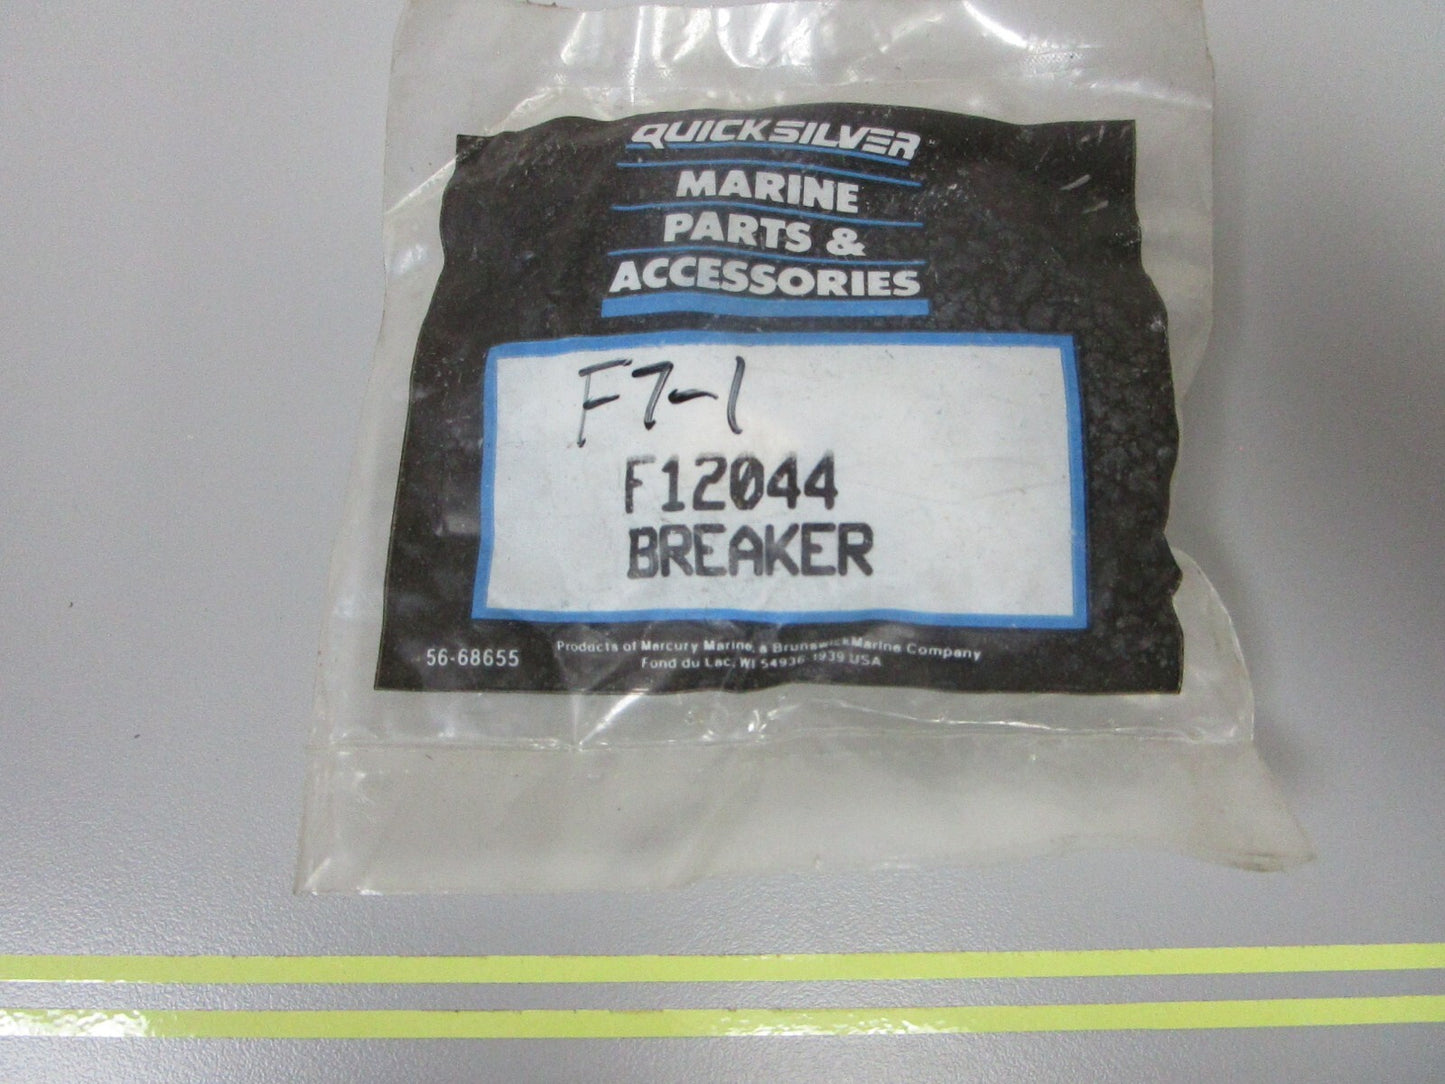 QUICKSILVER
MARINE
PARTS &
ACCESSORIES
F7-1
F12044
BREAKER
56-68655
Products of Mercury Marine, a Brunswick Marine Company
Fond du Lac, WI 54936-1939 USA